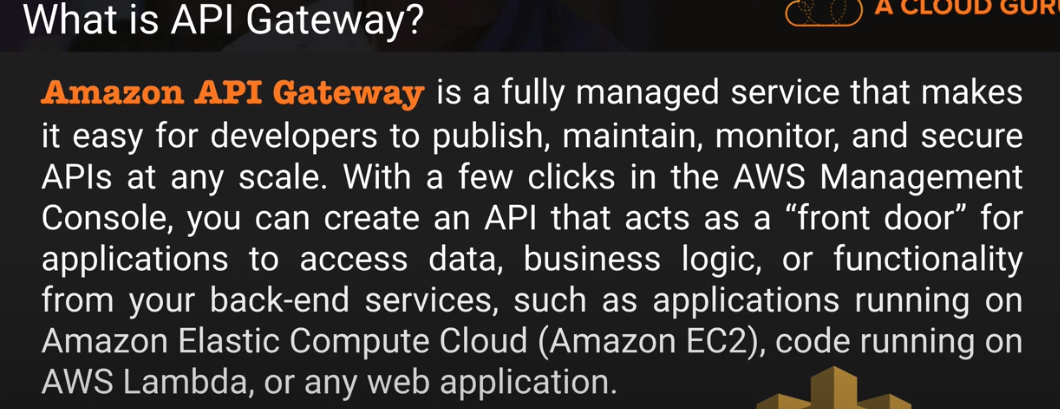 What is API Gateway?
A CLOUD GURU
Amazon API Gateway is a fully managed service that makes
it easy for developers to publish, maintain, monitor, and secure
APIs at any scale. With a few clicks in the AWS Management
Console, you can create an API that acts as a “front door” for
applications to access data, business logic, or functionality
from your back-end services, such as applications running on
Amazon Elastic Compute Cloud (Amazon EC2), code running on
AWS Lambda, or any web application.